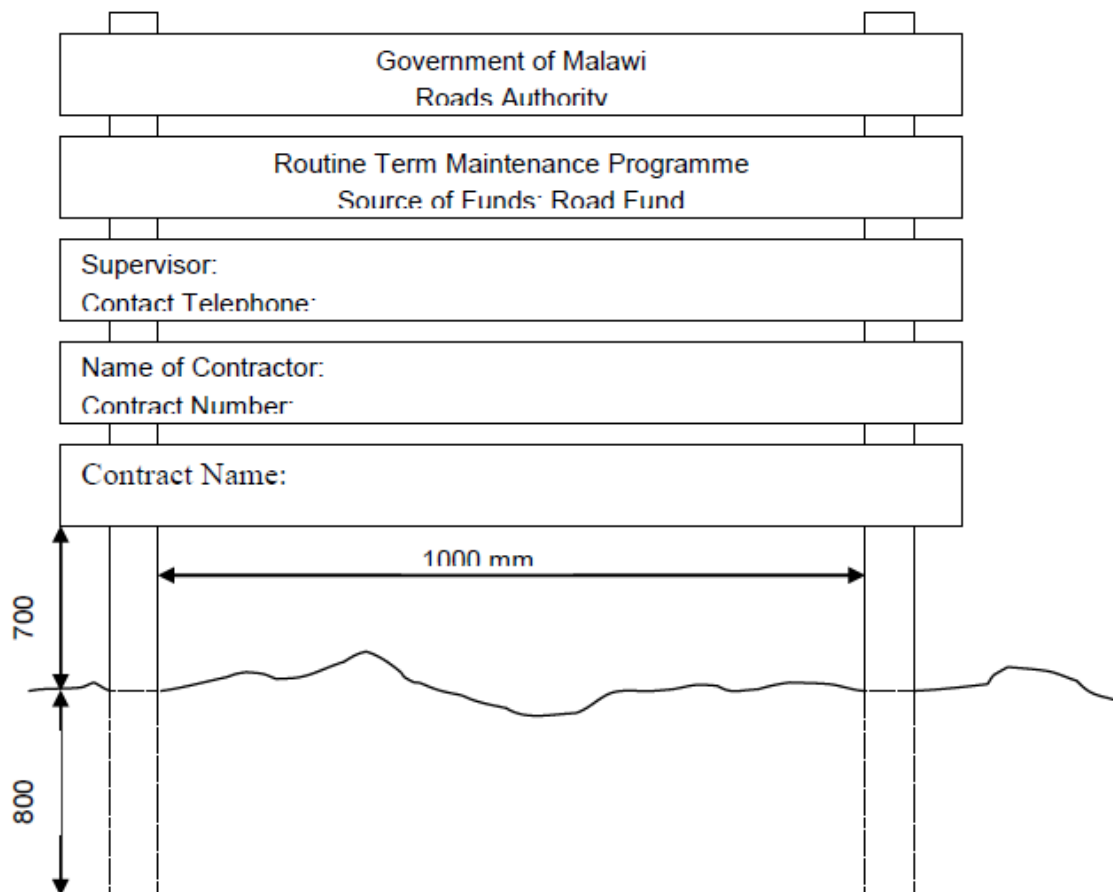 Government of Malawi
Roads Authority
Routine Term Maintenance Programme
Source of Funds: Road Fund
Supervisor:
Contact Telephone:
Name of Contractor:
Contract Number:
Contract Name:
1000 mm
700
800